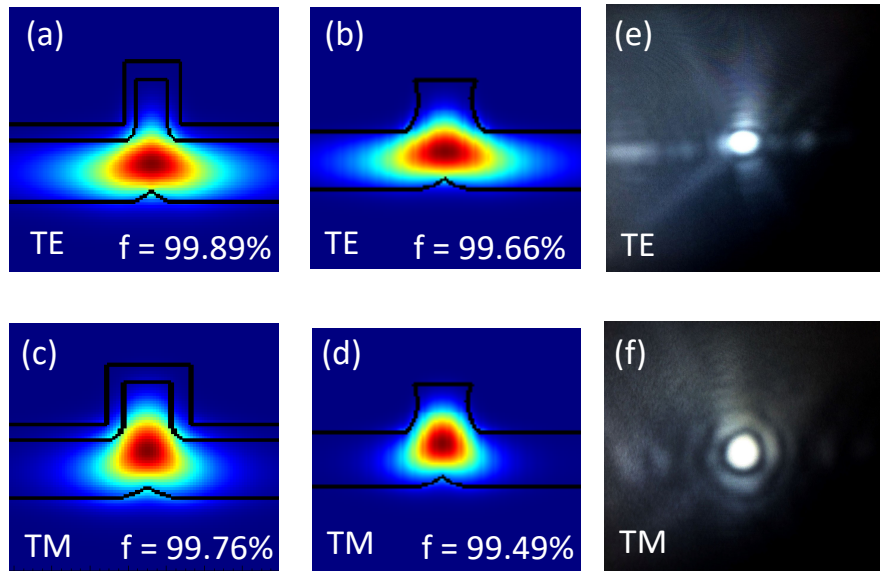 (a)
(b)
(e)
TE f = 99.89%
TE f = 99.66%
TE
(c)
(d)
(f)
TM f = 99.76%
TM f = 99.49%
TM